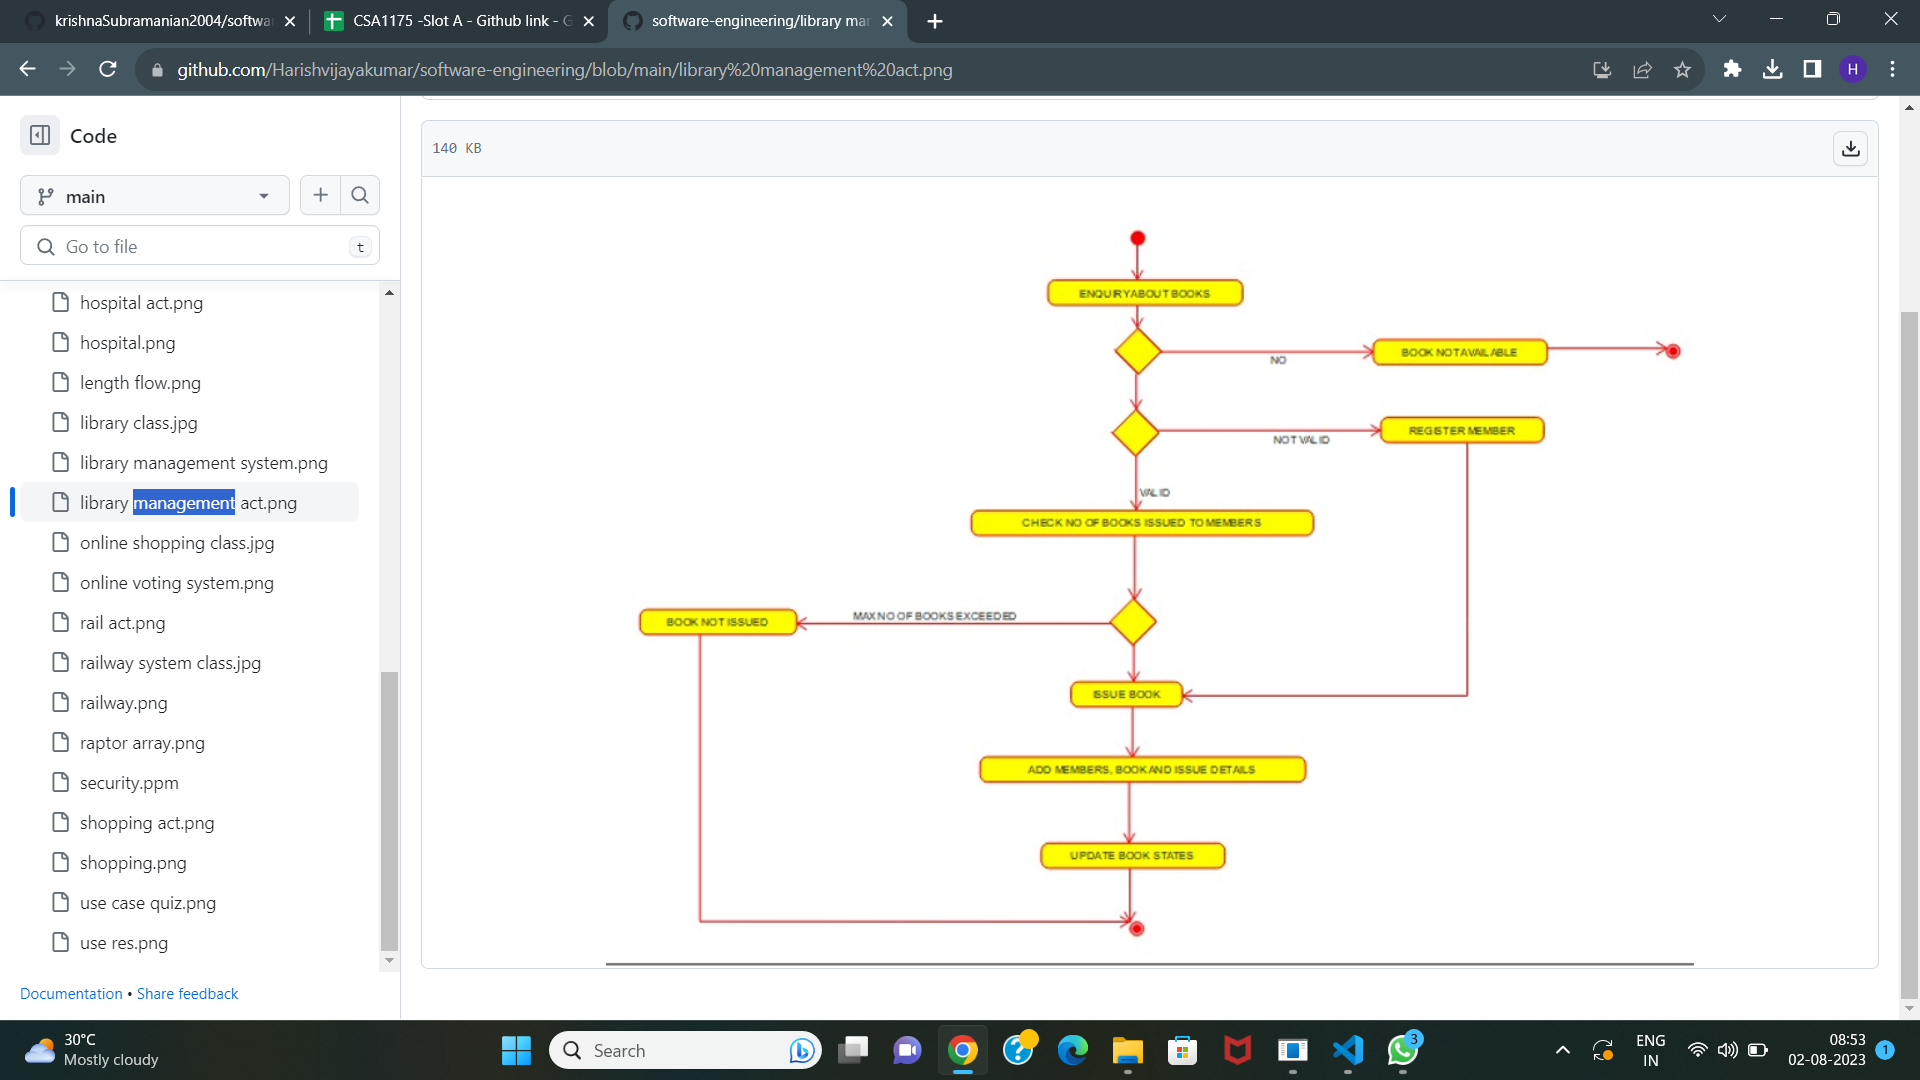 krishnaSubramanian2004/softwa
CSA1175 -Slot A - Github link - G
software-engineering/library mar
github.com/Harishvijayakumar/software-engineering/blob/main/library%20management%20act.png
H
Code
140 KB
main
Go to file
t
hospital act.png
hospital.png
length flow.png
library class.jpg
library management system.png
library management act.png
online shopping class.jpg
online voting system.png
rail act.png
railway system class.jpg
railway.png
raptor array.png
security.ppm
shopping act.png
shopping.png
use case quiz.png
use res.png
Documentation • Share feedback
ENQUIRY ABOUT BOOKS
NO
BOOK NOT AVAILABLE
NOT VALID
REGISTER MEMBER
VALID
CHECK NO OF BOOKS ISSUED TO MEMBERS
MAX NO OF BOOKS EXCEEDED
BOOK NOT ISSUED
ISSUE BOOK
ADD MEMBERS, BOOK AND ISSUE DETAILS
UPDATE BOOK STATES
30°C
Mostly cloudy
Search
3
ENG
IN
08:53
02-08-2023
1